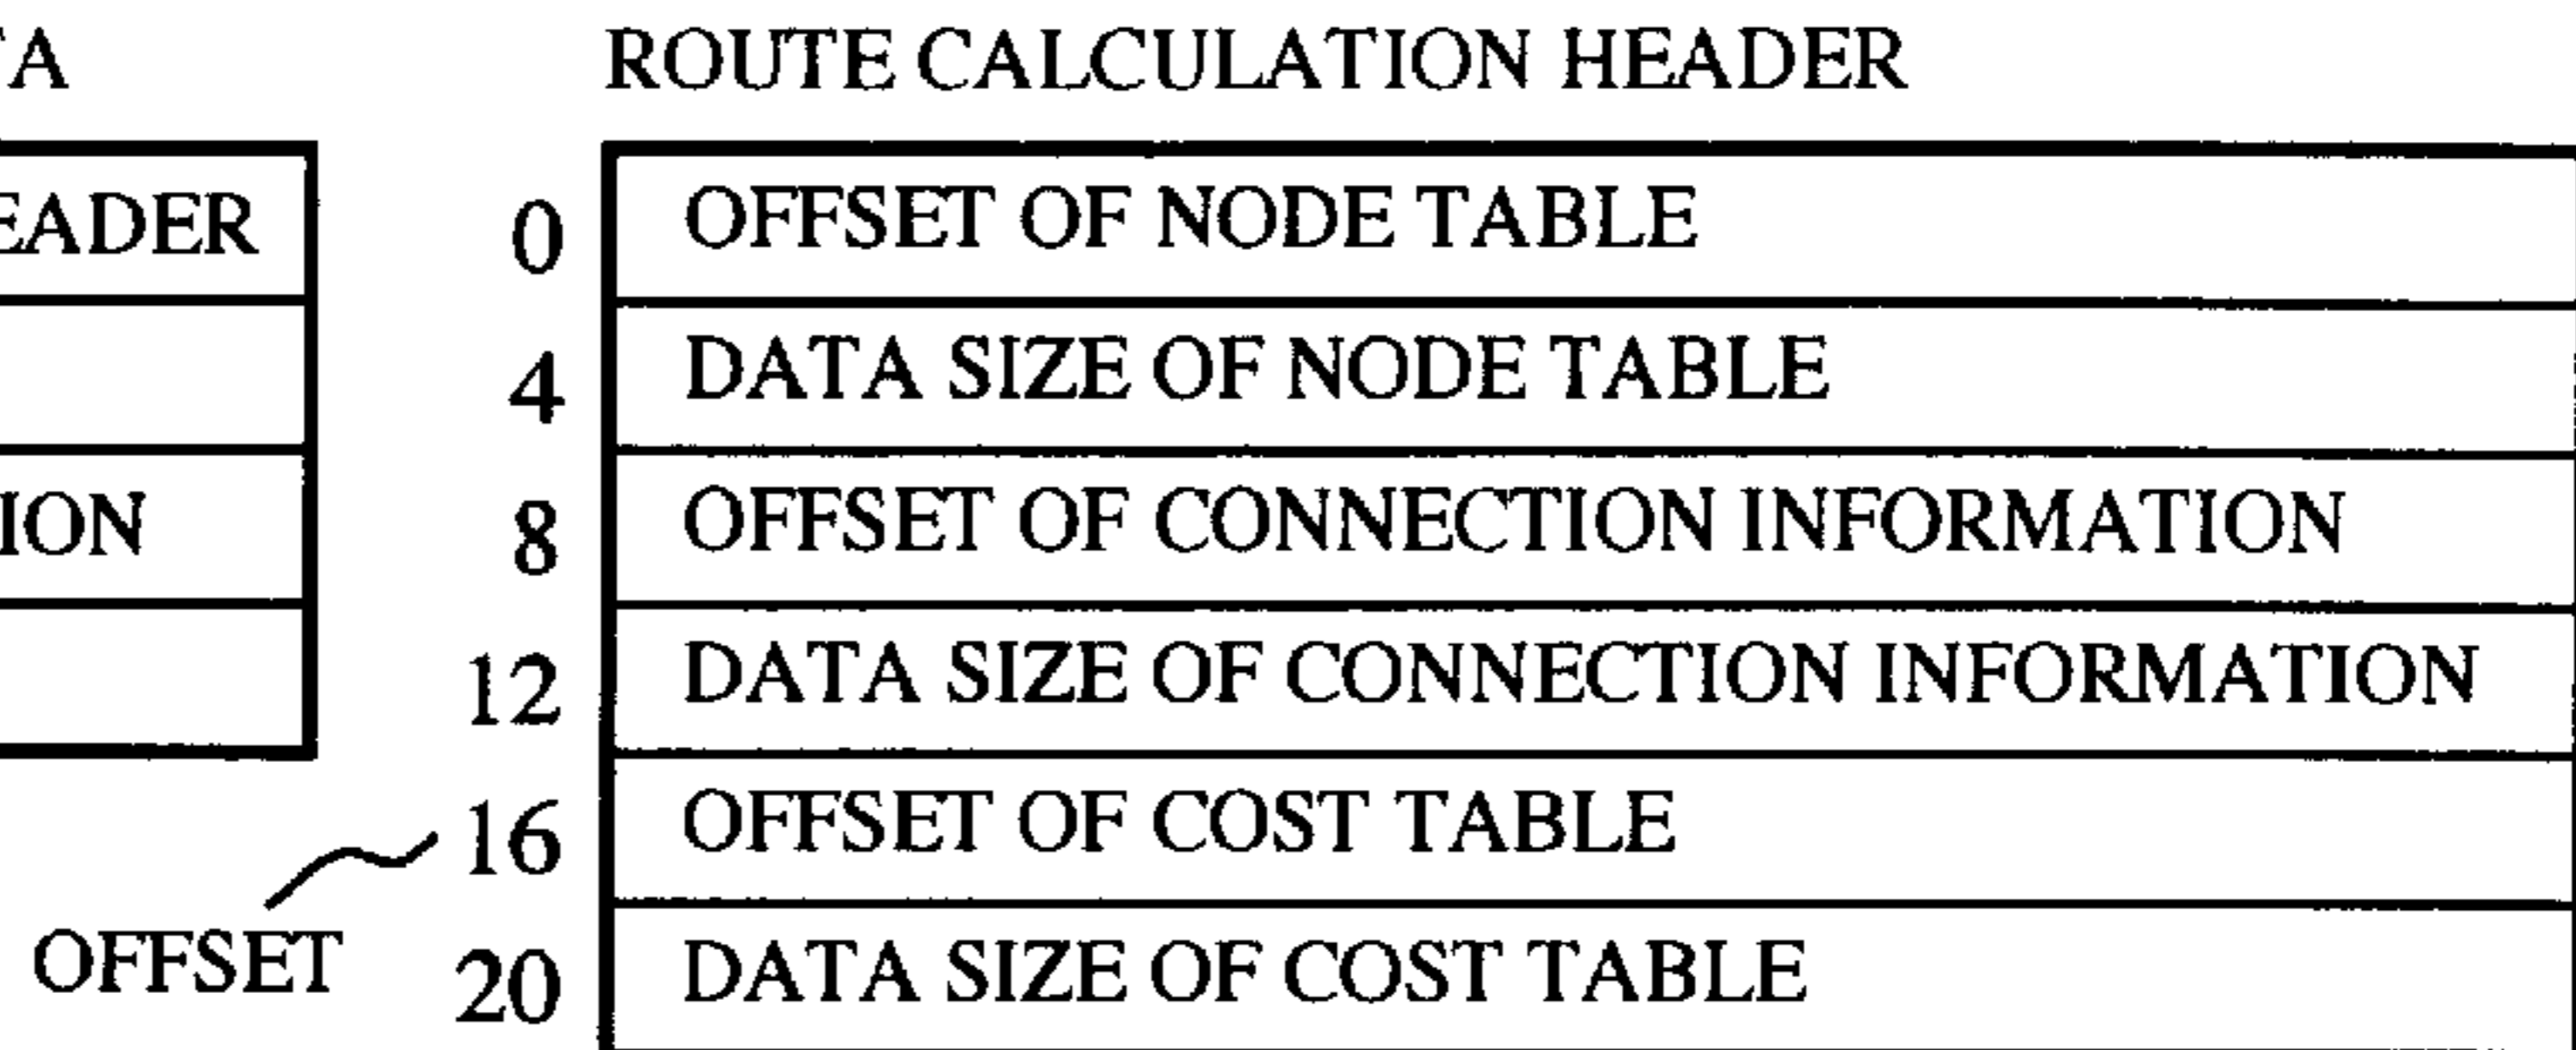 ROUTE CALCULATION HEADER
0 OFFSET OF NODE TABLE
4 DATA SIZE OF NODE TABLE
8 OFFSET OF CONNECTION INFORMATION
12 DATA SIZE OF CONNECTION INFORMATION
16 OFFSET OF COST TABLE
OFFSET
20 DATA SIZE OF COST TABLE